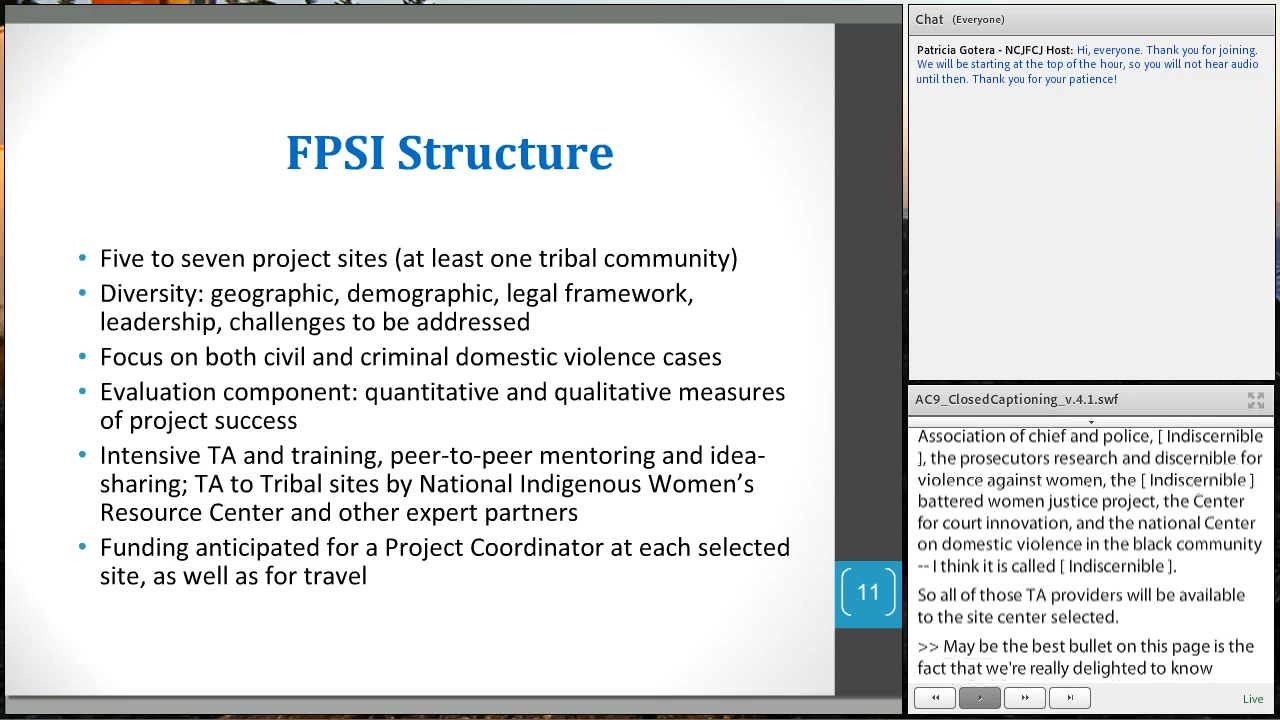 FPSI Structure
• Five to seven project sites (at least one tribal community)
• Diversity: geographic, demographic, legal framework,
leadership, challenges to be addressed
• Focus on both civil and criminal domestic violence cases
• Evaluation component: quantitative and qualitative measures
of project success
• Intensive TA and training, peer-to-peer mentoring and idea-
sharing; TA to Tribal sites by National Indigenous Women’s
Resource Center and other expert partners
• Funding anticipated for a Project Coordinator at each selected
site, as well as for travel
11
Chat (Everyone)
Patricia Gotera - NCJFCJ Host: Hi, everyone. Thank you for joining.
We will be starting at the top of the hour, so you will not hear audio
until then. Thank you for your patience!
AC9_ClosedCaptioning_v.4.1.swf
Association of chief and police, [ Indiscernible
], the prosecutors research and discernible for
violence against women, the [ Indiscernible ]
battered women justice project, the Center
for court innovation, and the national Center
on domestic violence in the black community
-- I think it is called [ Indiscernible ].
So all of those TA providers will be available
to the site center selected.
>> May be the best bullet on this page is the
fact that we're really delighted to know
Live